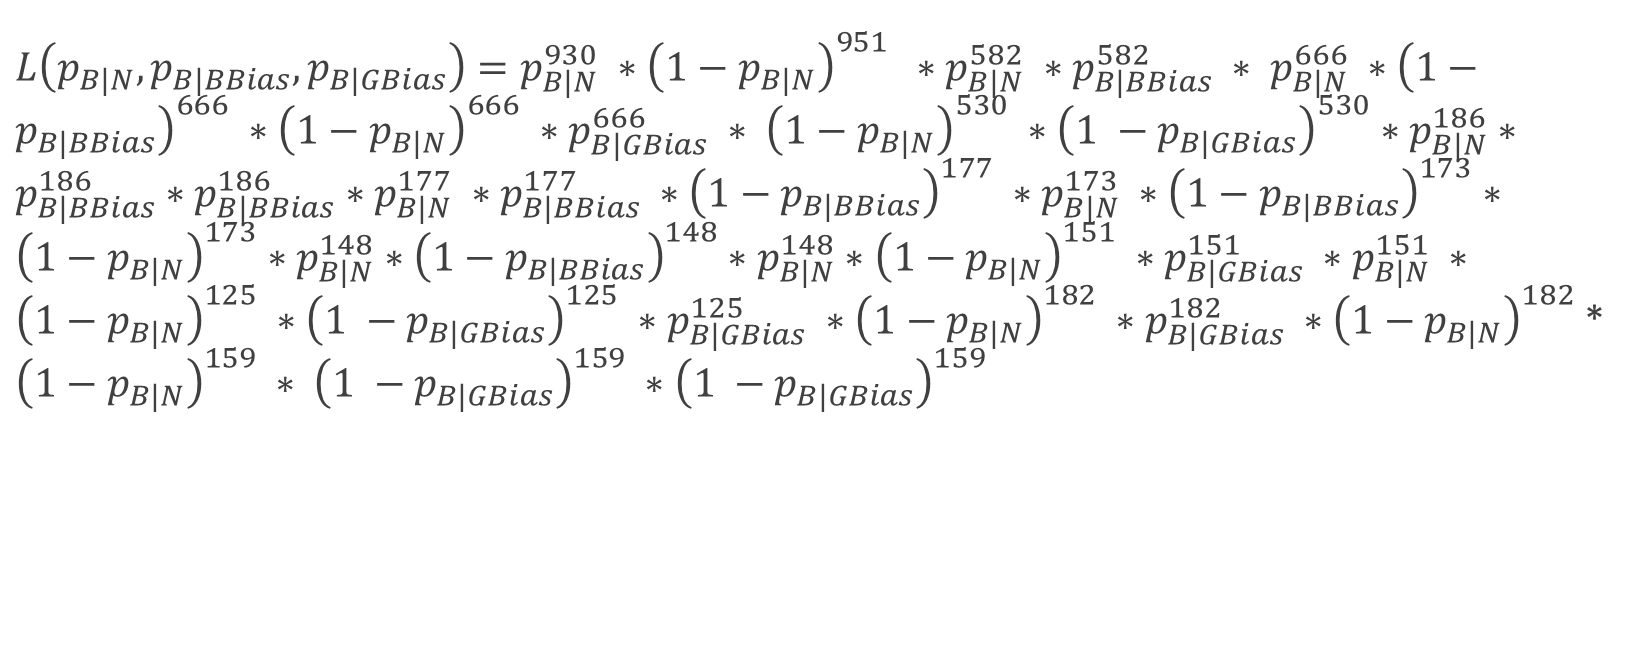 L(p_{B|N}, p_{B|BBias}, p_{B|GBias}) = p_{B|N}^{930} * (1 − p_{B|N})^{951} * p_{B|N}^{582} * p_{B|BBias}^{582} * p_{B|N}^{666} * (1 −
p_{B|BBias})^{666} * (1 − p_{B|N})^{666} * p_{B|GBias}^{666} * (1 − p_{B|N})^{530} * (1 − p_{B|GBias})^{530} * p_{B|N}^{186} *
p_{B|BBias}^{186} * p_{B|BBias}^{186} * p_{B|N}^{177} * p_{B|BBias}^{177} * (1 − p_{B|BBias})^{177} * p_{B|N}^{173} * (1 − p_{B|BBias})^{173} *
(1 − p_{B|N})^{173} * p_{B|N}^{148} * (1 − p_{B|BBias})^{148} * p_{B|N}^{148} * (1 − p_{B|N})^{151} * p_{B|GBias}^{151} * p_{B|N}^{151} *
(1 − p_{B|N})^{125} * (1 − p_{B|GBias})^{125} * p_{B|GBias}^{125} * (1 − p_{B|N})^{182} * p_{B|GBias}^{182} * (1 − p_{B|N})^{182} *
(1 − p_{B|N})^{159} * (1 − p_{B|GBias})^{159} * (1 − p_{B|GBias})^{159}